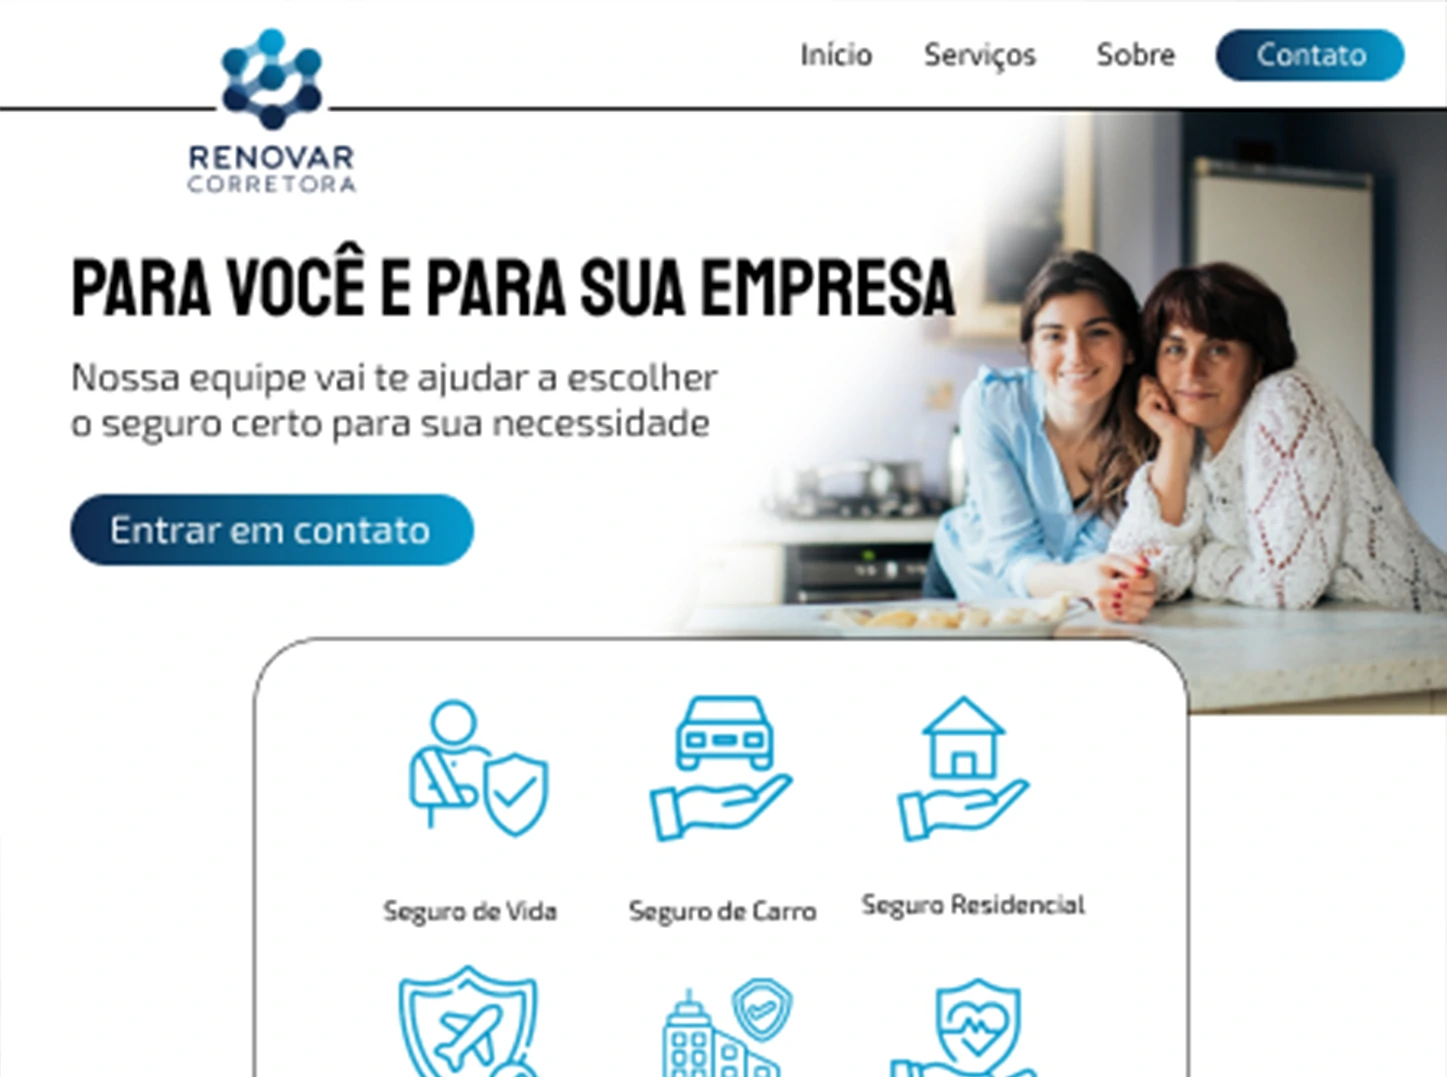 Início Serviços Sobre Contato
RENOVAR
CORRETORA
PARA VOCÊ E PARA SUA EMPRESA
Nossa equipe vai te ajudar a escolher
o seguro certo para sua necessidade
Entrar em contato
Seguro de Vida Seguro de Carro Seguro Residencial